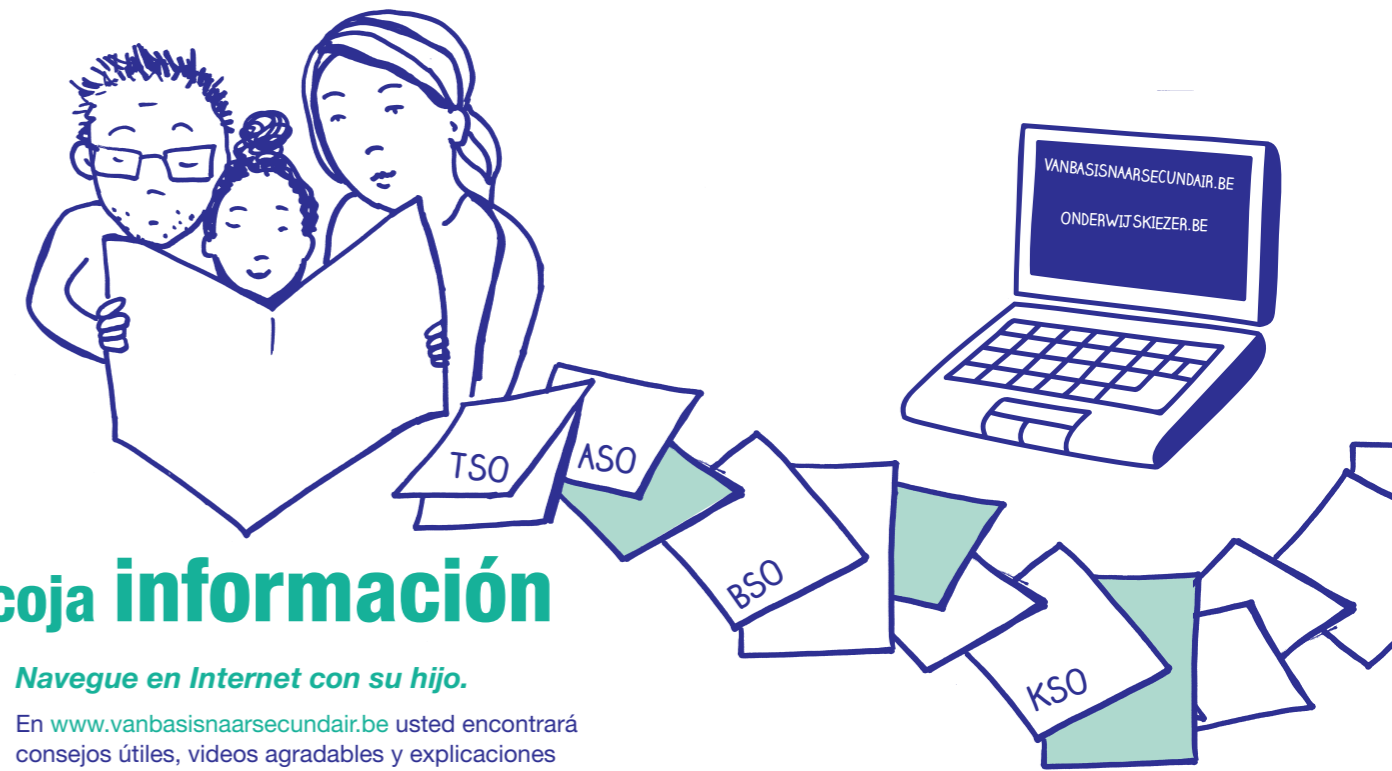 VANBASISNAARSECUNDAIR.BE
ONDERWIJSKIEZER.BE
TSO
ASO
BSO
KSO
coja información
Navegue en Internet con su hijo.
En www.vanbasisnaarsecundair.be usted encontrará
consejos útiles, videos agradables y explicaciones